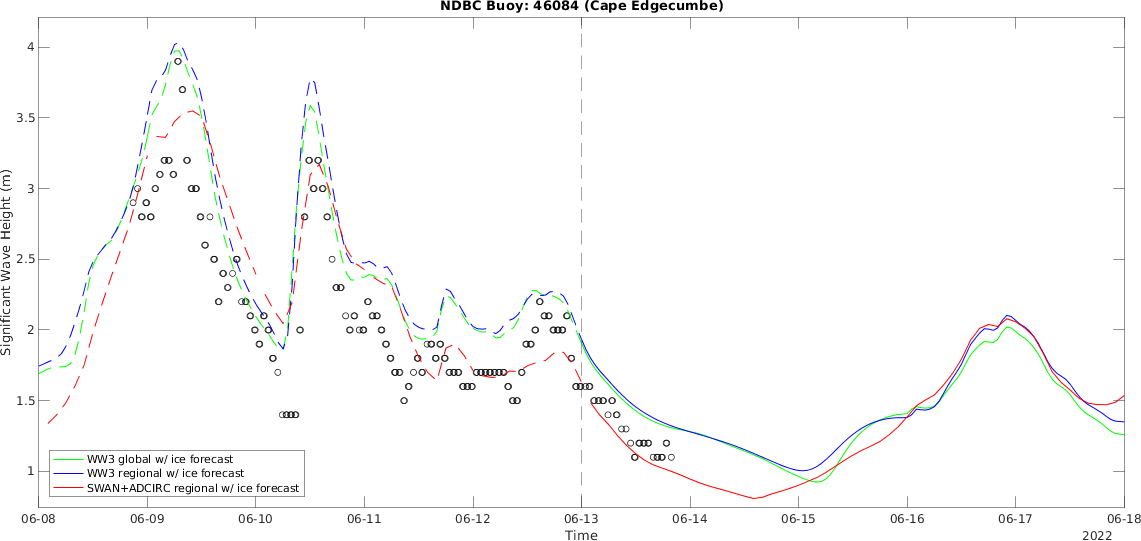 NDBC Buoy: 46084 (Cape Edgecumbe)
Significant Wave Height (m)
4
3.5
3
2.5
2
1.5
1
WW3 global w/ ice forecast
WW3 regional w/ ice forecast
SWAN+ADCIRC regional w/ ice forecast
06-08 06-09 06-10 06-11 06-12 06-13 06-14 06-15 06-16 06-17 06-18
Time 2022